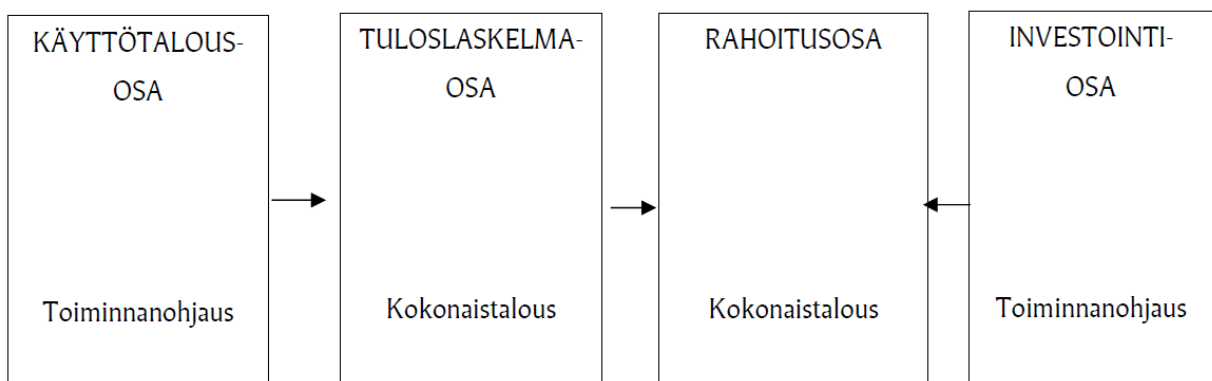 KÄYTTÖTALOUS-
OSA
Toiminnanohjaus
TULOSLASKELMA-
OSA
Kokonaistalous
RAHOITUSOSA
Kokonaistalous
INVESTOINTI-
OSA
Toiminnanohjaus